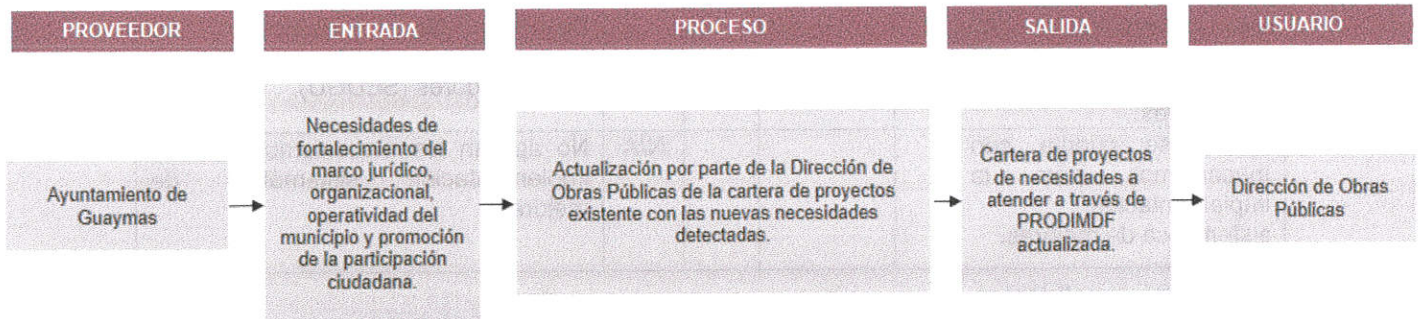 PROVEEDOR
ENTRADA
PROCESO
SALIDA
USUARIO
Ayuntamiento de
Guaymas
Necesidades de
fortalecimiento del
marco jurídico,
organizacional,
operatividad del
municipio y promoción
de la participación
ciudadana.
Actualización por parte de la Dirección de
Obras Públicas de la cartera de proyectos
existente con las nuevas necesidades
detectadas.
Cartera de proyectos
de necesidades a
atender a través de
PRODIMDF
actualizada.
Dirección de Obras
Públicas